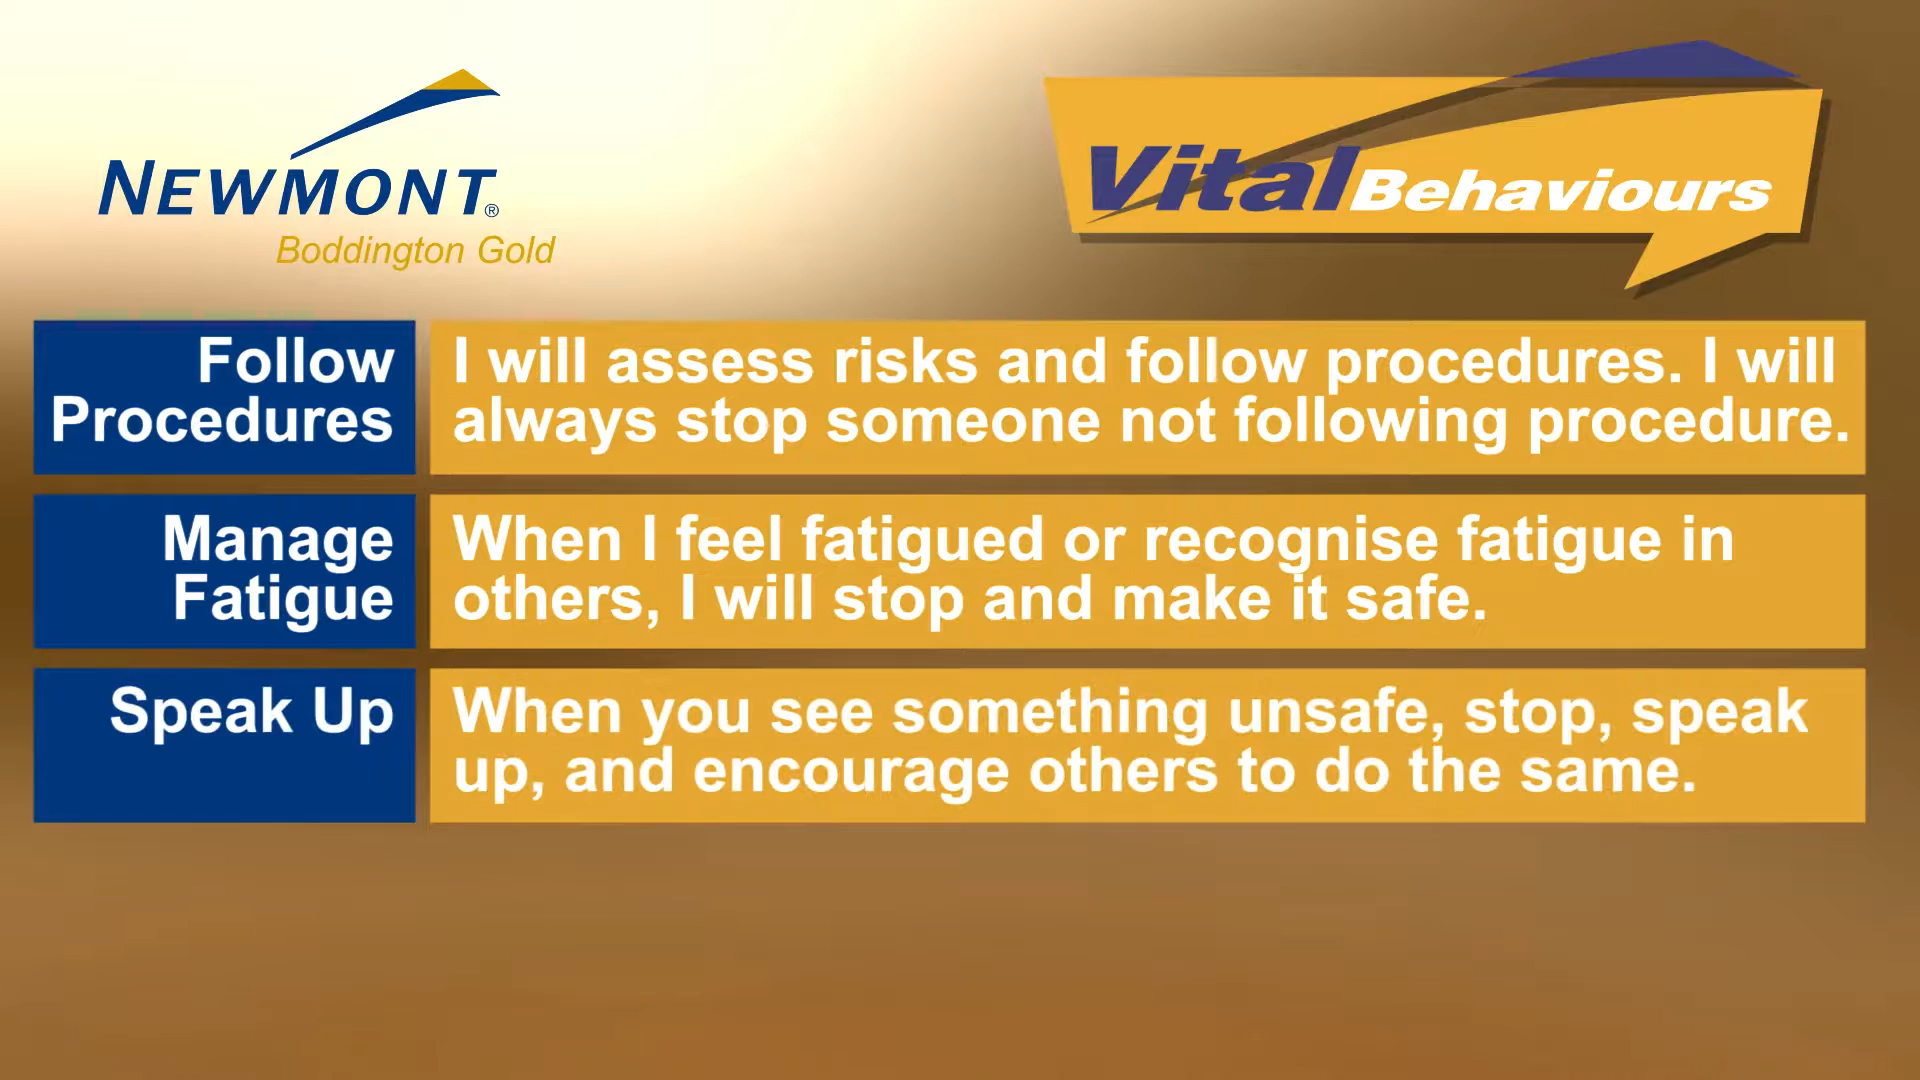 NEWMONT®
Boddington Gold
Vital Behaviours
Follow
Procedures
I will assess risks and follow procedures. I will
always stop someone not following procedure.
Manage
Fatigue
When I feel fatigued or recognise fatigue in
others, I will stop and make it safe.
Speak Up
When you see something unsafe, stop, speak
up, and encourage others to do the same.